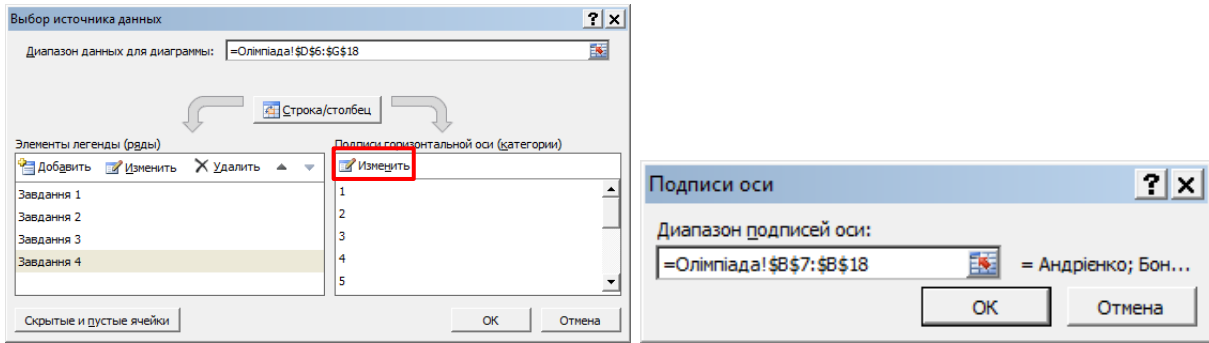 Выбор источника данных
Диапазон данных для диаграммы: =Олімпіада!$D$6:$G$18
Строка/столбец
Элементы легенды (ряды)
Добавить Изменить Удалить
Завдання 1
Завдання 2
Завдання 3
Завдання 4
Подписи горизонтальной оси (категории)
Изменить
1
2
3
4
5
Скрытые и пустые ячейки
ОК Отмена
Подписи оси
Диапазон подписей оси:
=Олімпіада!$B$7:$B$18 = Андрієнко; Бон...
ОК Отмена